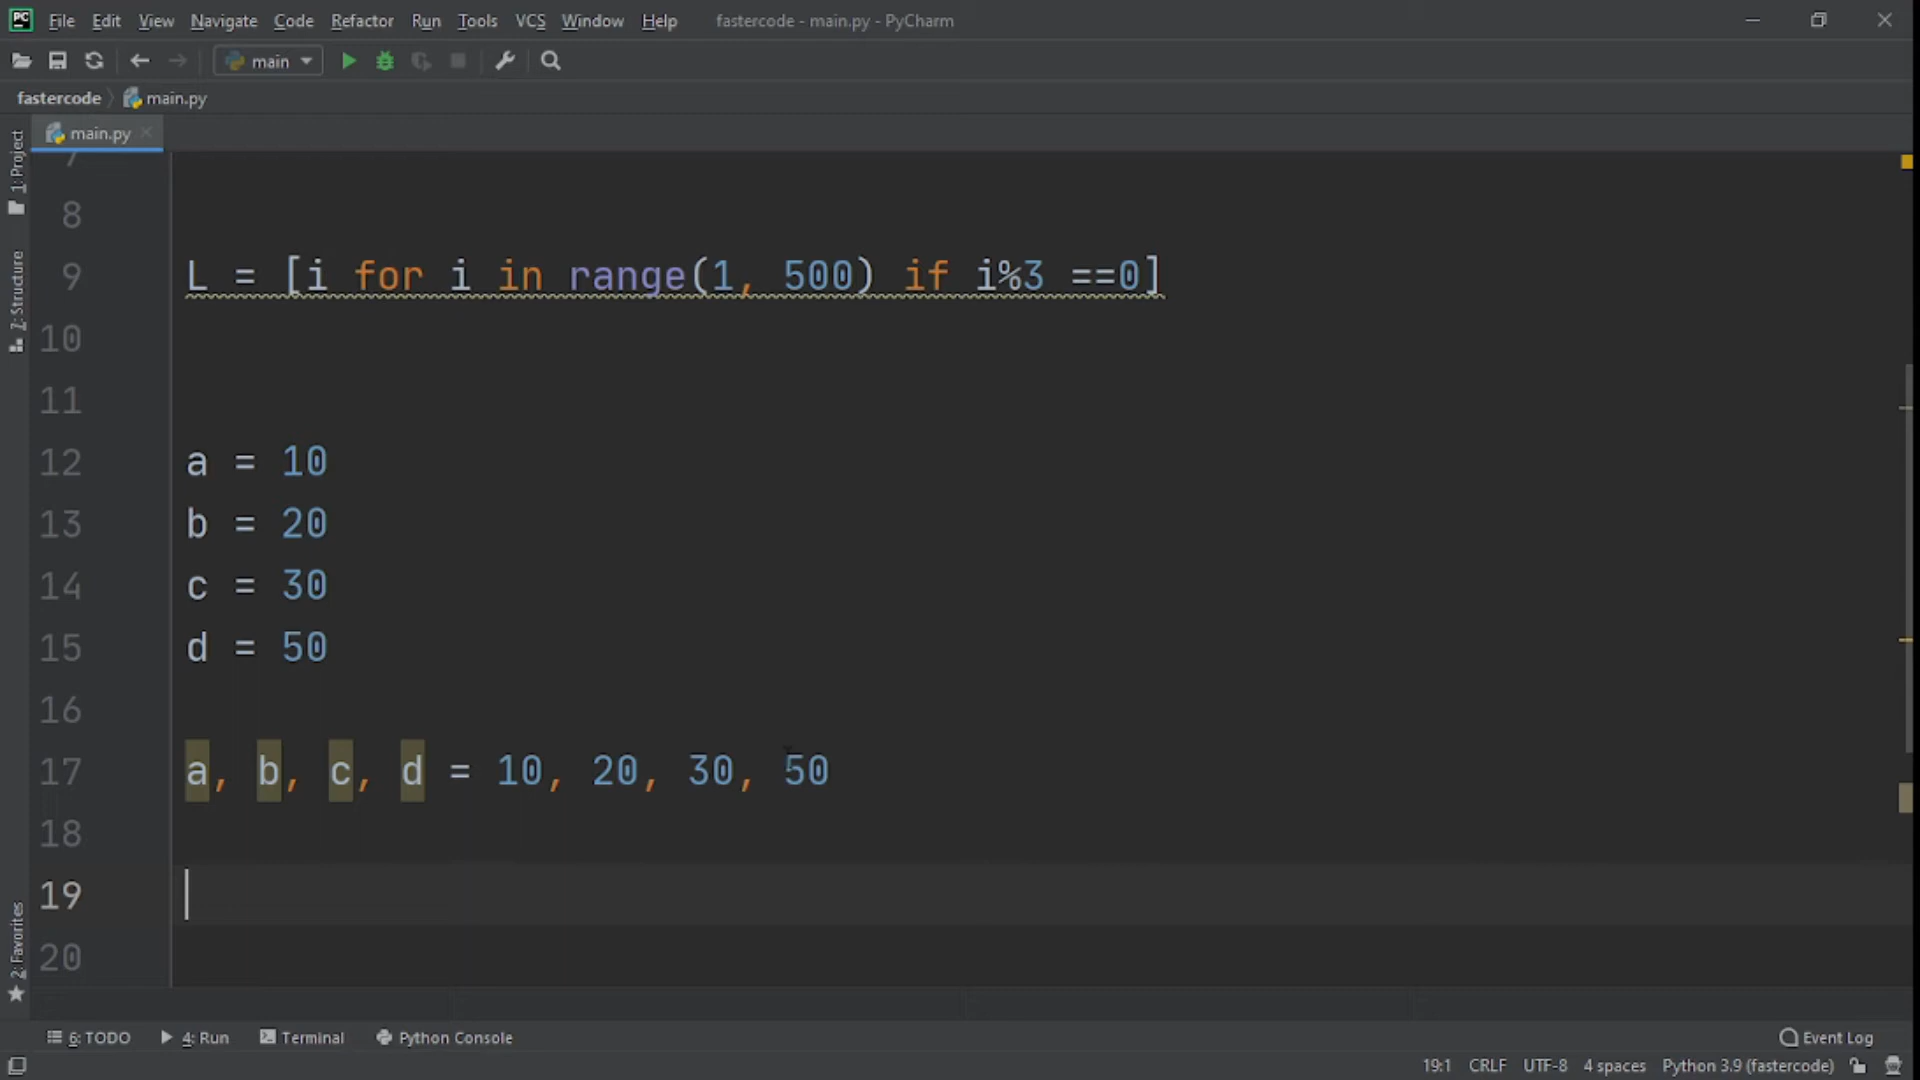 PC File Edit View Navigate Code Refactor Run Tools VCS Window Help fastercode - main.py - PyCharm
main
fastercode main.py
main.py
1: Project
7: Structure
2: Favorites
7
8
9 L = [i for i in range(1, 500) if i%3 ==0]
10
11
12 a = 10
13 b = 20
14 c = 30
15 d = 50
16
17 a, b, c, d = 10, 20, 30, 50
18
19
20
6: TODO 4: Run Terminal Python Console Event Log
19:1 CRLF UTF-8 4 spaces Python 3.9 (fastercode)